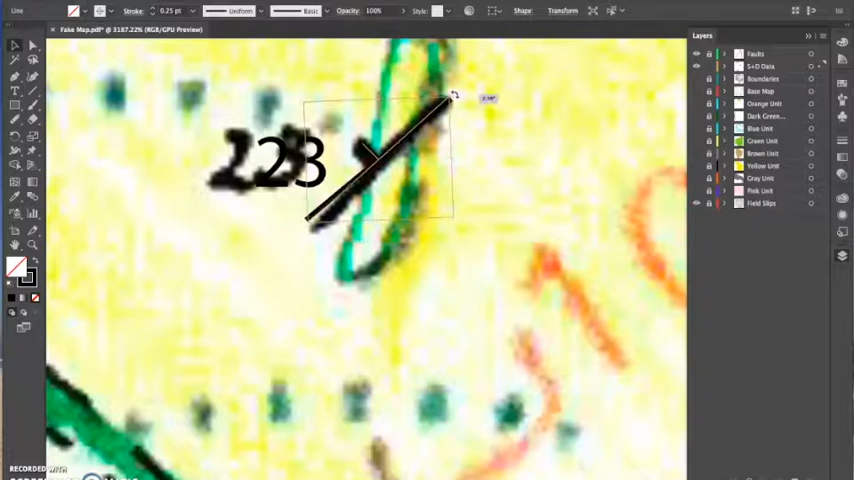 Line
Stroke:
0.25 pt
Uniform
Basic
Opacity:
100%
Style:
Shape:
Transform
Fake Map.pdf* @ 3187.22% (RGB/GPU Preview)
Layers
Faults
S+D Data
Boundaries
Base Map
Orange Unit
Dark Green...
Blue Unit
Green Unit
Brown Unit
Yellow Unit
Gray Unit
Pink Unit
Field Slips
23
RECORDED WITH